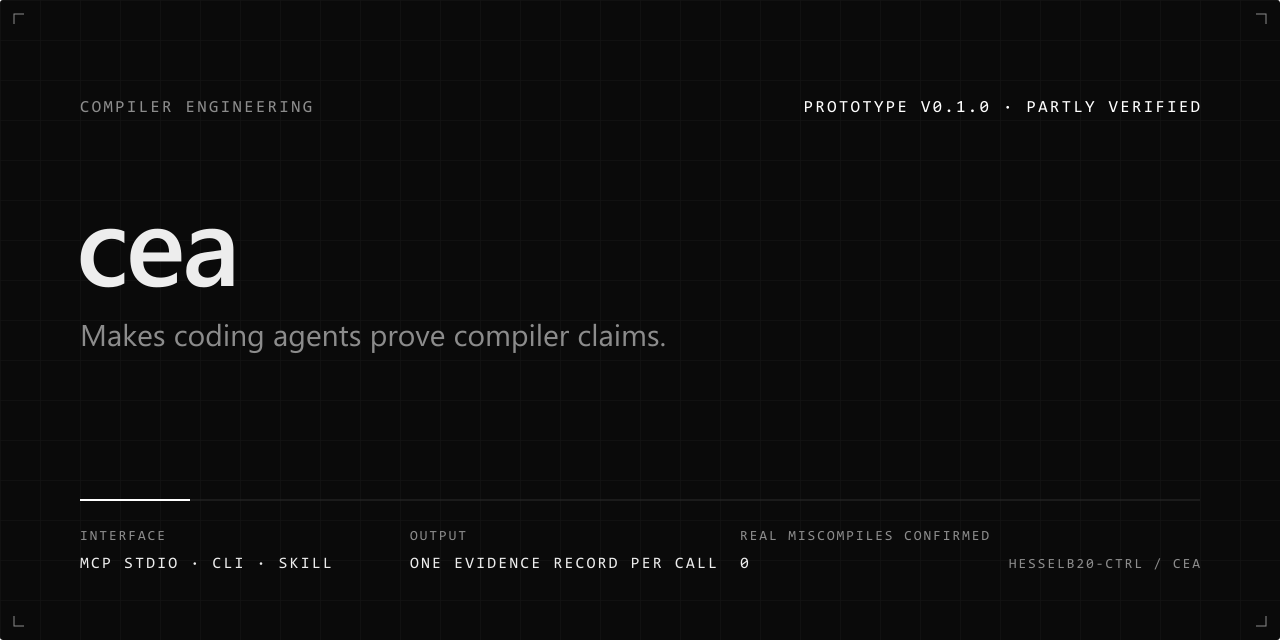 COMPILER ENGINEERING
PROTOTYPE V0.1.0 · PARTLY VERIFIED
cea
Makes coding agents prove compiler claims.
INTERFACE
MCP STDIO · CLI · SKILL
OUTPUT
ONE EVIDENCE RECORD PER CALL
REAL MISCOMPILES CONFIRMED
0
HESSELB20-CTRL / CEA